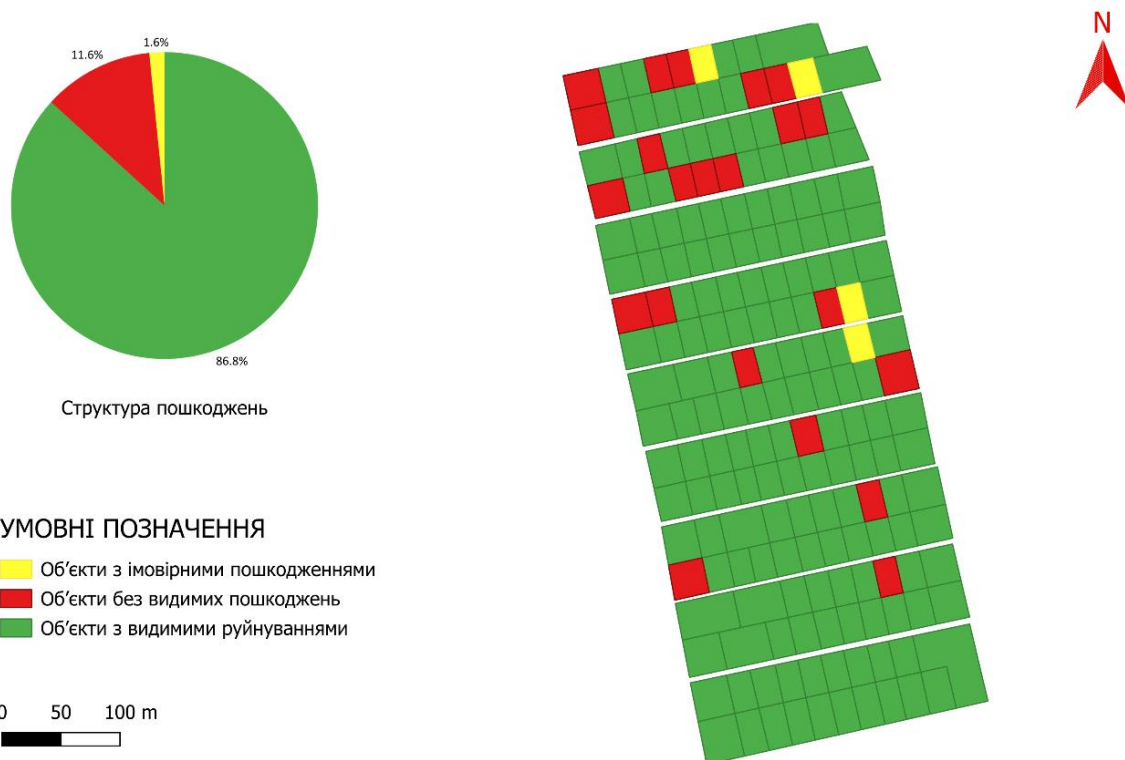 11.6%
1.6%
86.8%
Структура пошкоджень
N
УМОВНІ ПОЗНАЧЕННЯ
Об'єкти з імовірними пошкодженнями
Об'єкти без видимих пошкоджень
Об'єкти з видимими руйнуваннями
0 50 100 m